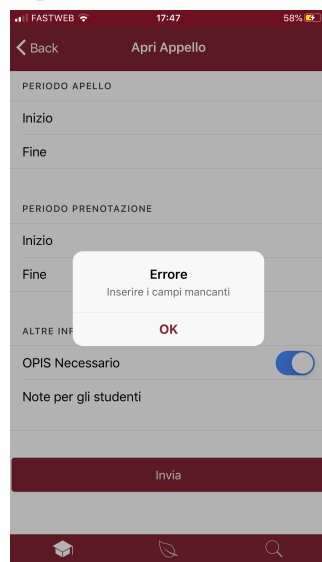 FASTWEB 17:47 58%
Back Apri Appello
PERIODO APELLO
Inizio
Fine
PERIODO PRENOTAZIONE
Inizio
Fine
Errore
Inserire i campi mancanti
OK
ALTRE INF
OPIS Necessario
Note per gli studenti
Invia